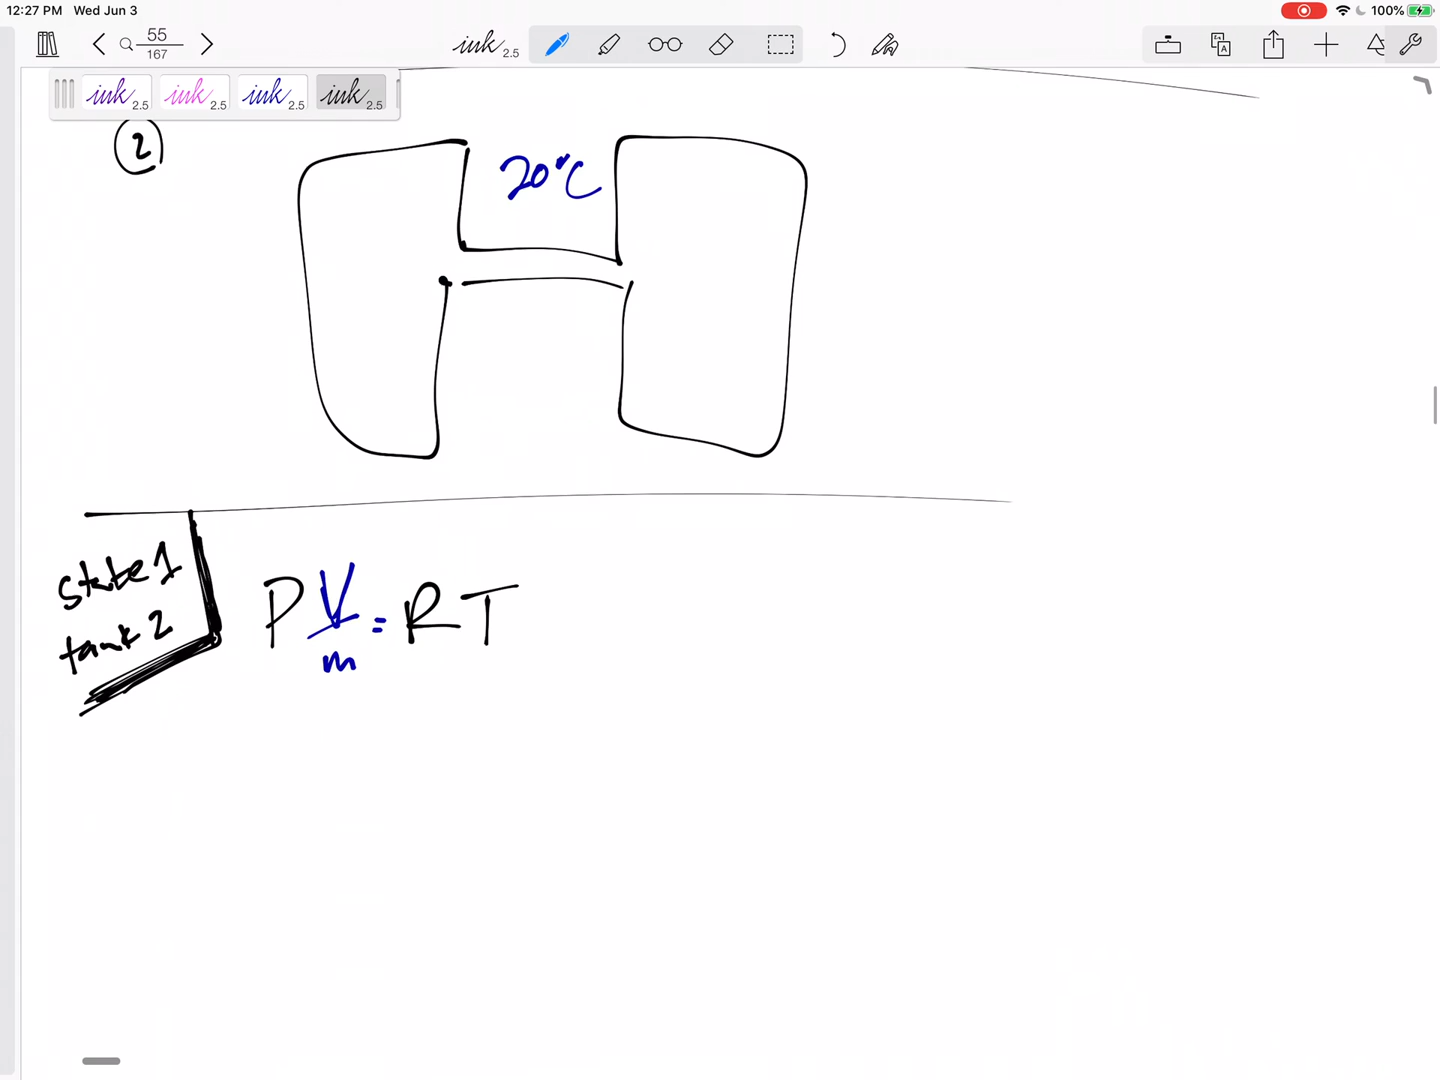 12:27 PM Wed Jun 3
100%
55
167
ink 2.5
ink 2.5
ink 2.5
ink 2.5
ink 2.5
2
20°C
State 1
tank 2
P V/m = RT